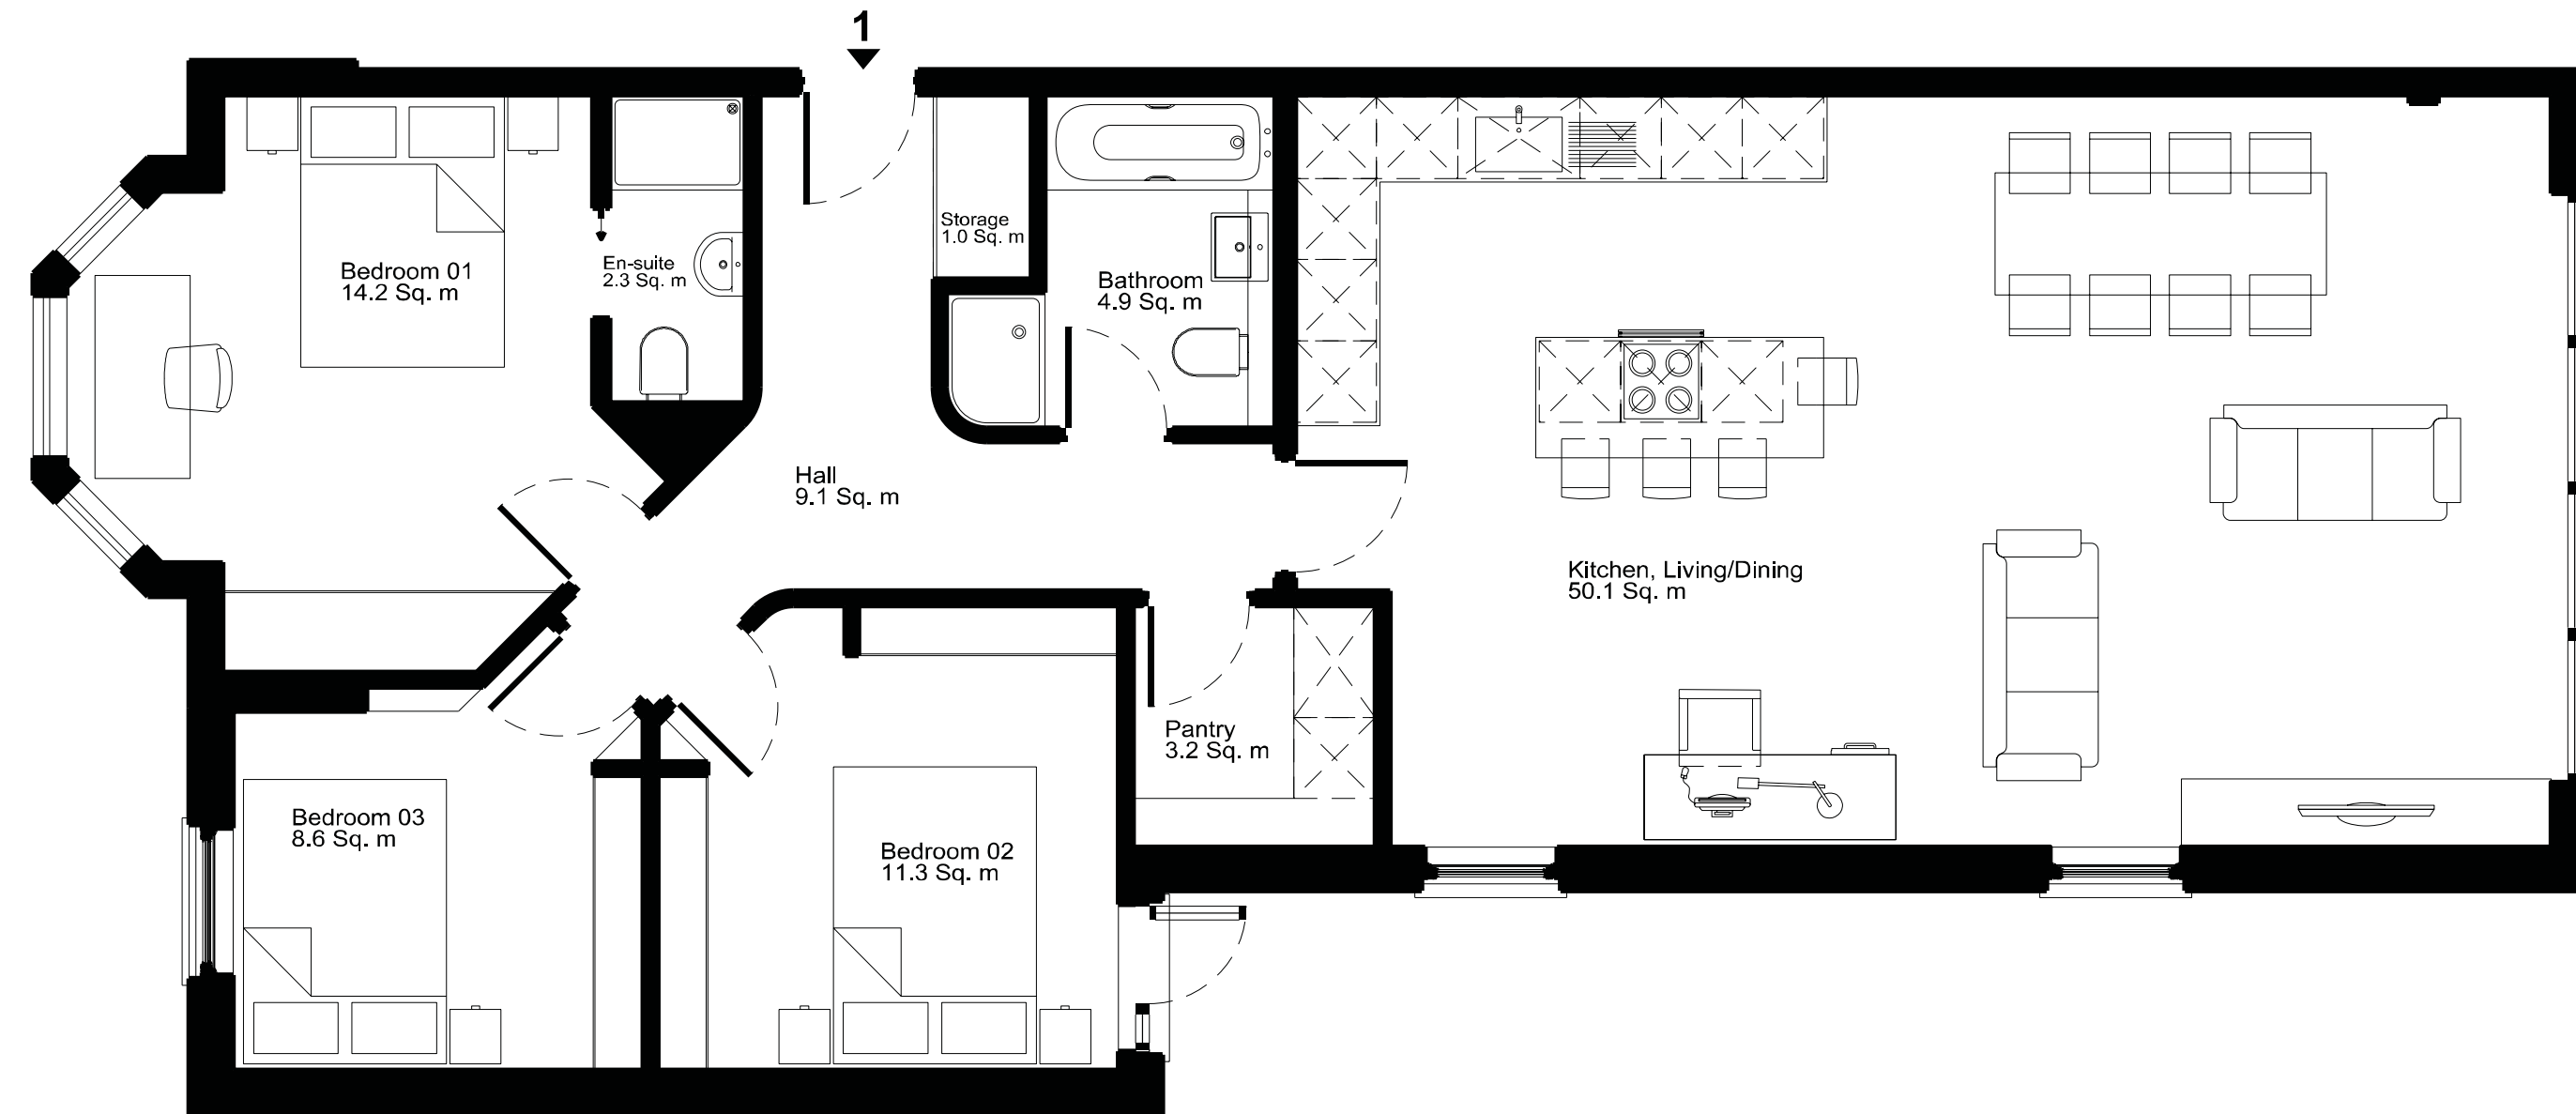 1
Storage
1.0 Sq. m
En-suite
2.3 Sq. m
Bedroom 01
14.2 Sq. m
Bathroom
4.9 Sq. m
Hall
9.1 Sq. m
Kitchen, Living/Dining
50.1 Sq. m
Pantry
3.2 Sq. m
Bedroom 03
8.6 Sq. m
Bedroom 02
11.3 Sq. m